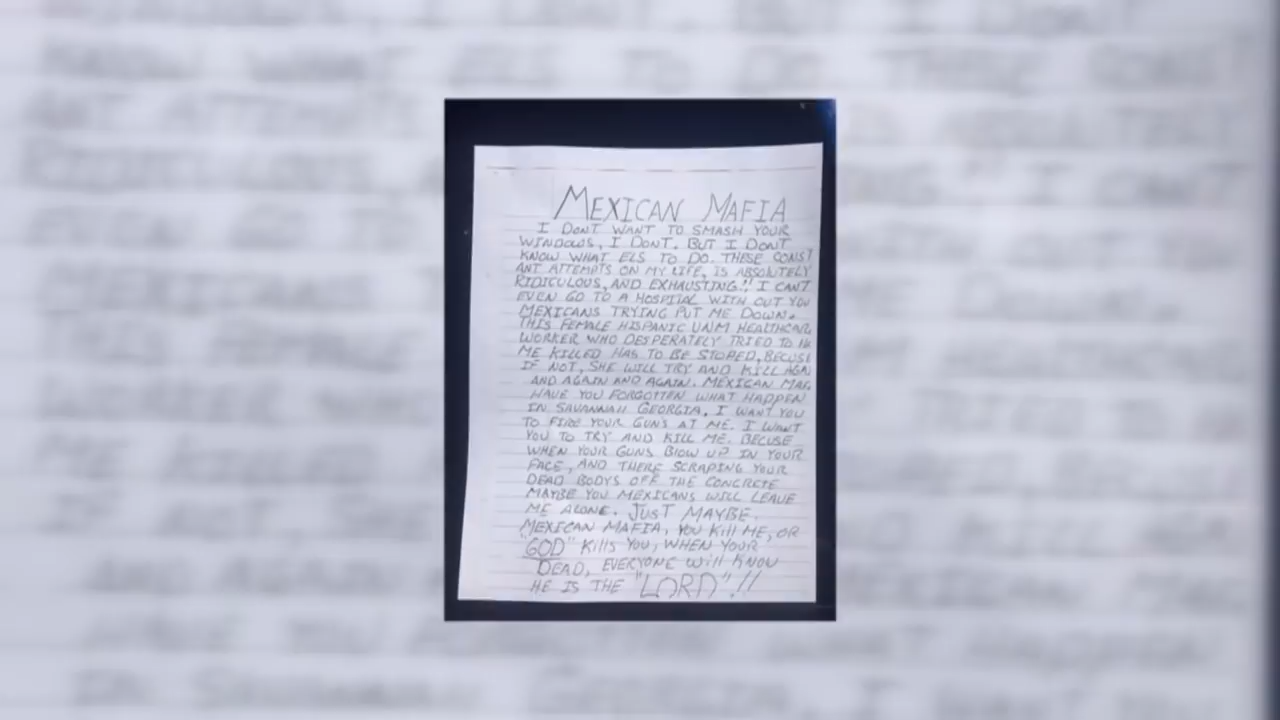 MEXICAN MAFIA
I DONT WANT TO SMASH YOUR
WINDOWS, I DONT. BUT I DONT
KNOW WHAT ELS TO DO. THESE CONST
ANT ATTEMPTS ON MY LIFE, IS ABSOLUTELY
RIDICULOUS, AND EXHAUSTING!! I CANT
EVEN GO TO A HOSPITAL WITH OUT YOU
MEXICANS TRYING PUT ME DOWN.
THIS FEMALE HISPANIC UNM HEALTHCAR
WORKER WHO DESPERATELY TRIED TO
ME KILLED HAS TO BE STOPED, BECUSE
IF NOT, SHE WILL TRY AND KILL AGA
AND AGAIN AND AGAIN. MEXICAN MAF
HAVE YOU FORGOTTEN WHAT HAPPEN
IN SAVANNAH GEORGIA, I WANT YOU
TO FIRE YOUR GUNS AT ME. I WANT
YOU TO TRY AND KILL ME. BECUSE
WHEN YOUR GUNS BLOW UP IN YOUR
FACE, AND THERE SCRAPING YOUR
DEAD BODYS OFF THE CONCRETE
MAYBE YOU MEXICANS WILL LEAVE
ME ALONE. JUST MAYBE.
MEXICAN MAFIA, YOU KILL ME, OR
"GOD" KILLS YOU, WHEN YOUR
DEAD, EVERYONE WILL KNOW
HE IS THE "LORD"!!